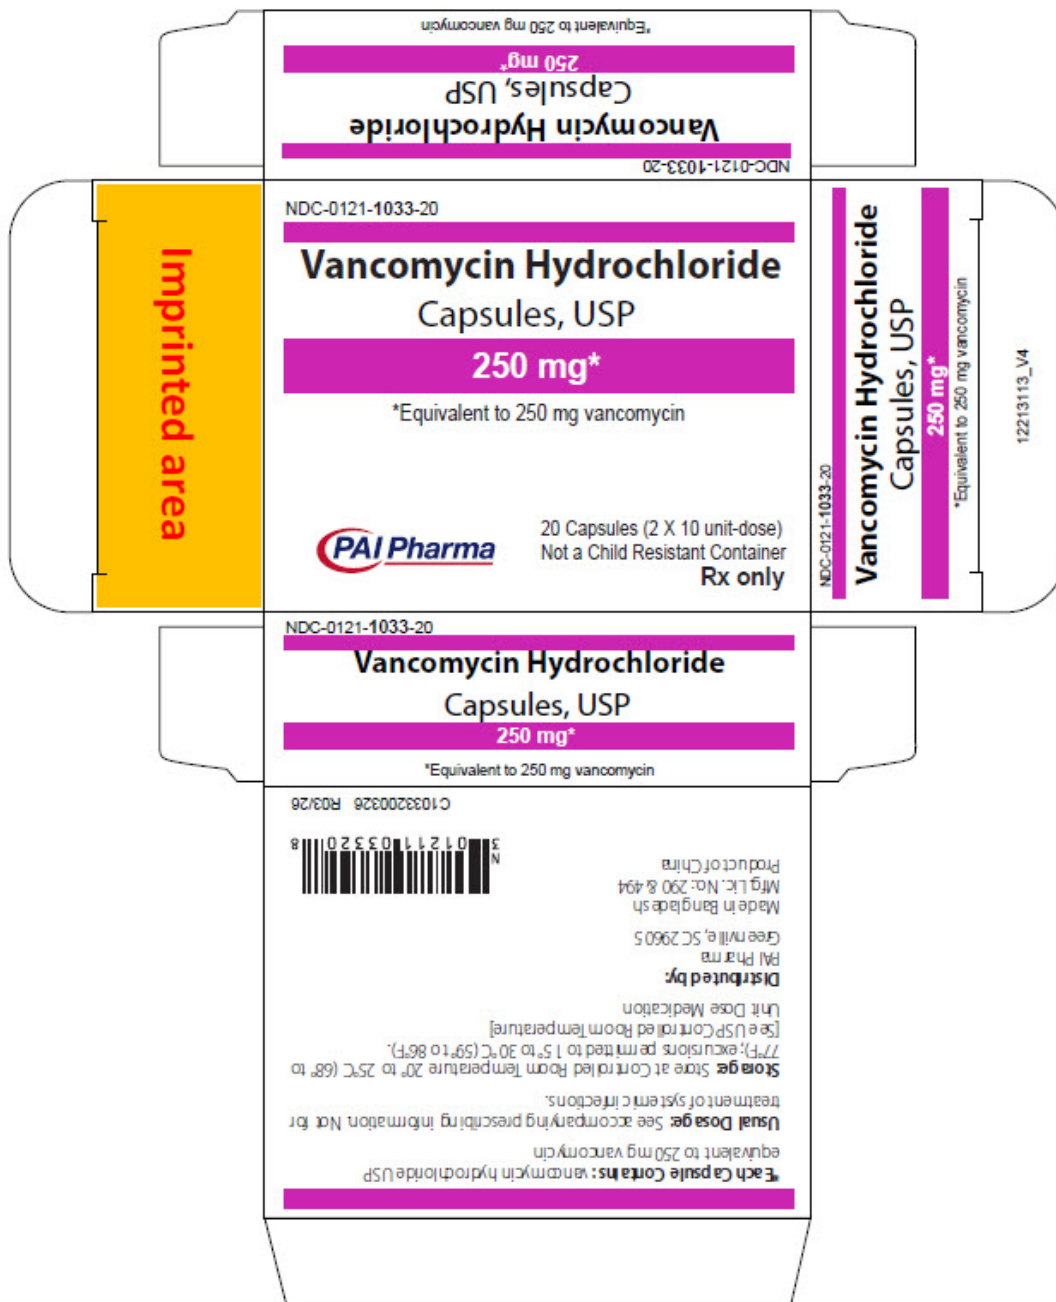 *Equivalent to 250 mg vancomycin
250 mg*
Capsules, USP
Vancomycin Hydrochloride
NDC-0121-1033-20
Imprinted area
NDC-0121-1033-20
Vancomycin Hydrochloride
Capsules, USP
250 mg*
*Equivalent to 250 mg vancomycin
PAI Pharma
20 Capsules (2 X 10 unit-dose)
Not a Child Resistant Container
Rx only
NDC-0121-1033-20
Vancomycin Hydrochloride
Capsules, USP
250 mg*
*Equivalent to 250 mg vancomycin
12213113_V4
NDC-0121-1033-20
Vancomycin Hydrochloride
Capsules, USP
250 mg*
*Equivalent to 250 mg vancomycin
*Each Capsule Contains: vancomycin hydrochloride USP
equivalent to 250 mg vancomycin
Usual Dosage: See accompanying prescribing information. Not for
treatment of systemic infections.
Storage: Store at Controlled Room Temperature 20° to 25°C (68° to
77°F); excursions permitted to 15° to 30°C (59° to 86°F).
[See USP Controlled Room Temperature]
Unit Dose Medication
Distributed by:
PAI Pharma
Greenville, SC 29605
Made in Bangladesh
Mfg Lic. No: 290 & 494
Product of China
N
3 0121103320 8
C1033200326 R03/26